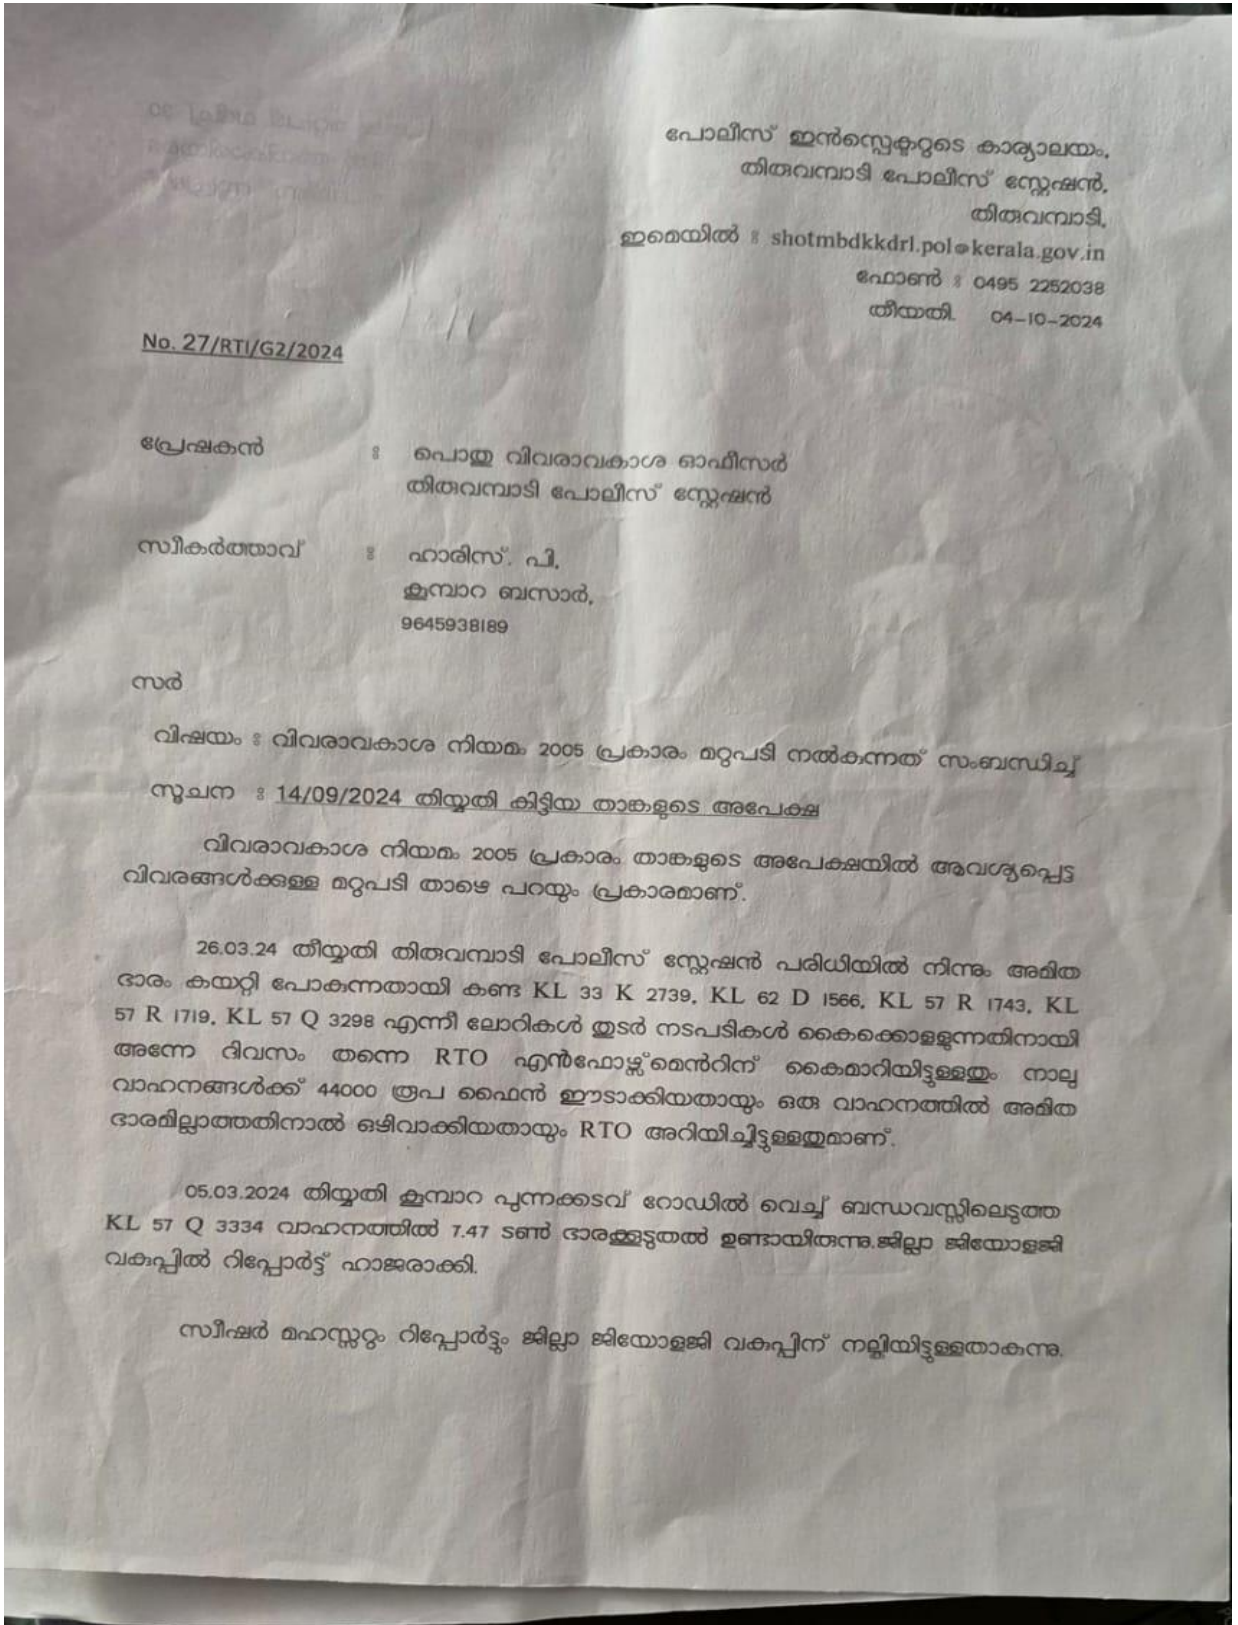 പോലീസ് ഇൻസ്പെക്ടറുടെ കാര്യാലയം,
തിരുവമ്പാടി പോലീസ് സ്റ്റേഷൻ,
തിരുവമ്പാടി,
ഇമെയിൽ : shotmbdkkdrl.pol@kerala.gov.in
ഫോൺ : 0495 2252038
തീയതി. 04-10-2024
No. 27/RTI/G2/2024
പ്രേഷകൻ : പൊതു വിവരാവകാശ ഓഫീസർ
തിരുവമ്പാടി പോലീസ് സ്റ്റേഷൻ
സ്വീകർത്താവ് : ഹാരിസ്. പി,
കൂമ്പാറ ബസാർ,
9645938189
സർ
വിഷയം : വിവരാവകാശ നിയമം 2005 പ്രകാരം മറുപടി നൽകുന്നത് സംബന്ധിച്ച്
സൂചന : 14/09/2024 തിയ്യതി കിട്ടിയ താങ്കളുടെ അപേക്ഷ
വിവരാവകാശ നിയമം 2005 പ്രകാരം താങ്കളുടെ അപേക്ഷയിൽ ആവശ്യപ്പെട്ട
വിവരങ്ങൾക്കുള്ള മറുപടി താഴെ പറയും പ്രകാരമാണ്.
26.03.24 തീയ്യതി തിരുവമ്പാടി പോലീസ് സ്റ്റേഷൻ പരിധിയിൽ നിന്നും അമിത
ഭാരം കയറ്റി പോകുന്നതായി കണ്ട KL 33 K 2739, KL 62 D 1566, KL 57 R 1743, KL
57 R 1719, KL 57 Q 3298 എന്നീ ലോറികൾ തുടർ നടപടികൾ കൈക്കൊളളുന്നതിനായി
അന്നേ ദിവസം തന്നെ RTO എൻഫോഴ്സ്മെൻറിന് കൈമാറിയിട്ടുള്ളതും നാലു
വാഹനങ്ങൾക്ക് 44000 രൂപ ഫൈൻ ഈടാക്കിയതായും ഒരു വാഹനത്തിൽ അമിത
ഭാരമില്ലാത്തതിനാൽ ഒഴിവാക്കിയതായും RTO അറിയിച്ചിട്ടുള്ളതുമാണ്.
05.03.2024 തിയ്യതി കൂമ്പാറ പുന്നക്കടവ് റോഡിൽ വെച്ച് ബന്ധവസ്സിലെടുത്ത
KL 57 Q 3334 വാഹനത്തിൽ 7.47 ടൺ ഭാരക്കൂടുതൽ ഉണ്ടായിരുന്നു.ജില്ലാ ജിയോളജി
വകുപ്പിൽ റിപ്പോർട്ട് ഹാജരാക്കി.
സ്വീഷർ മഹസ്സറും റിപ്പോർട്ടും ജില്ലാ ജിയോളജി വകുപ്പിന് നല്കിയിട്ടുള്ളതാകുന്നു.